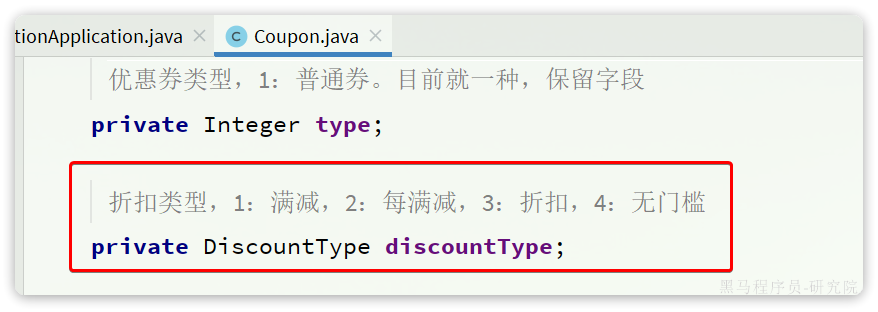 tionApplication.java
Coupon.java
优惠券类型，1：普通券。目前就一种，保留字段
private Integer type;
折扣类型，1：满减，2：每满减，3：折扣，4：无门槛
private DiscountType discountType;
黑马程序员-研究院